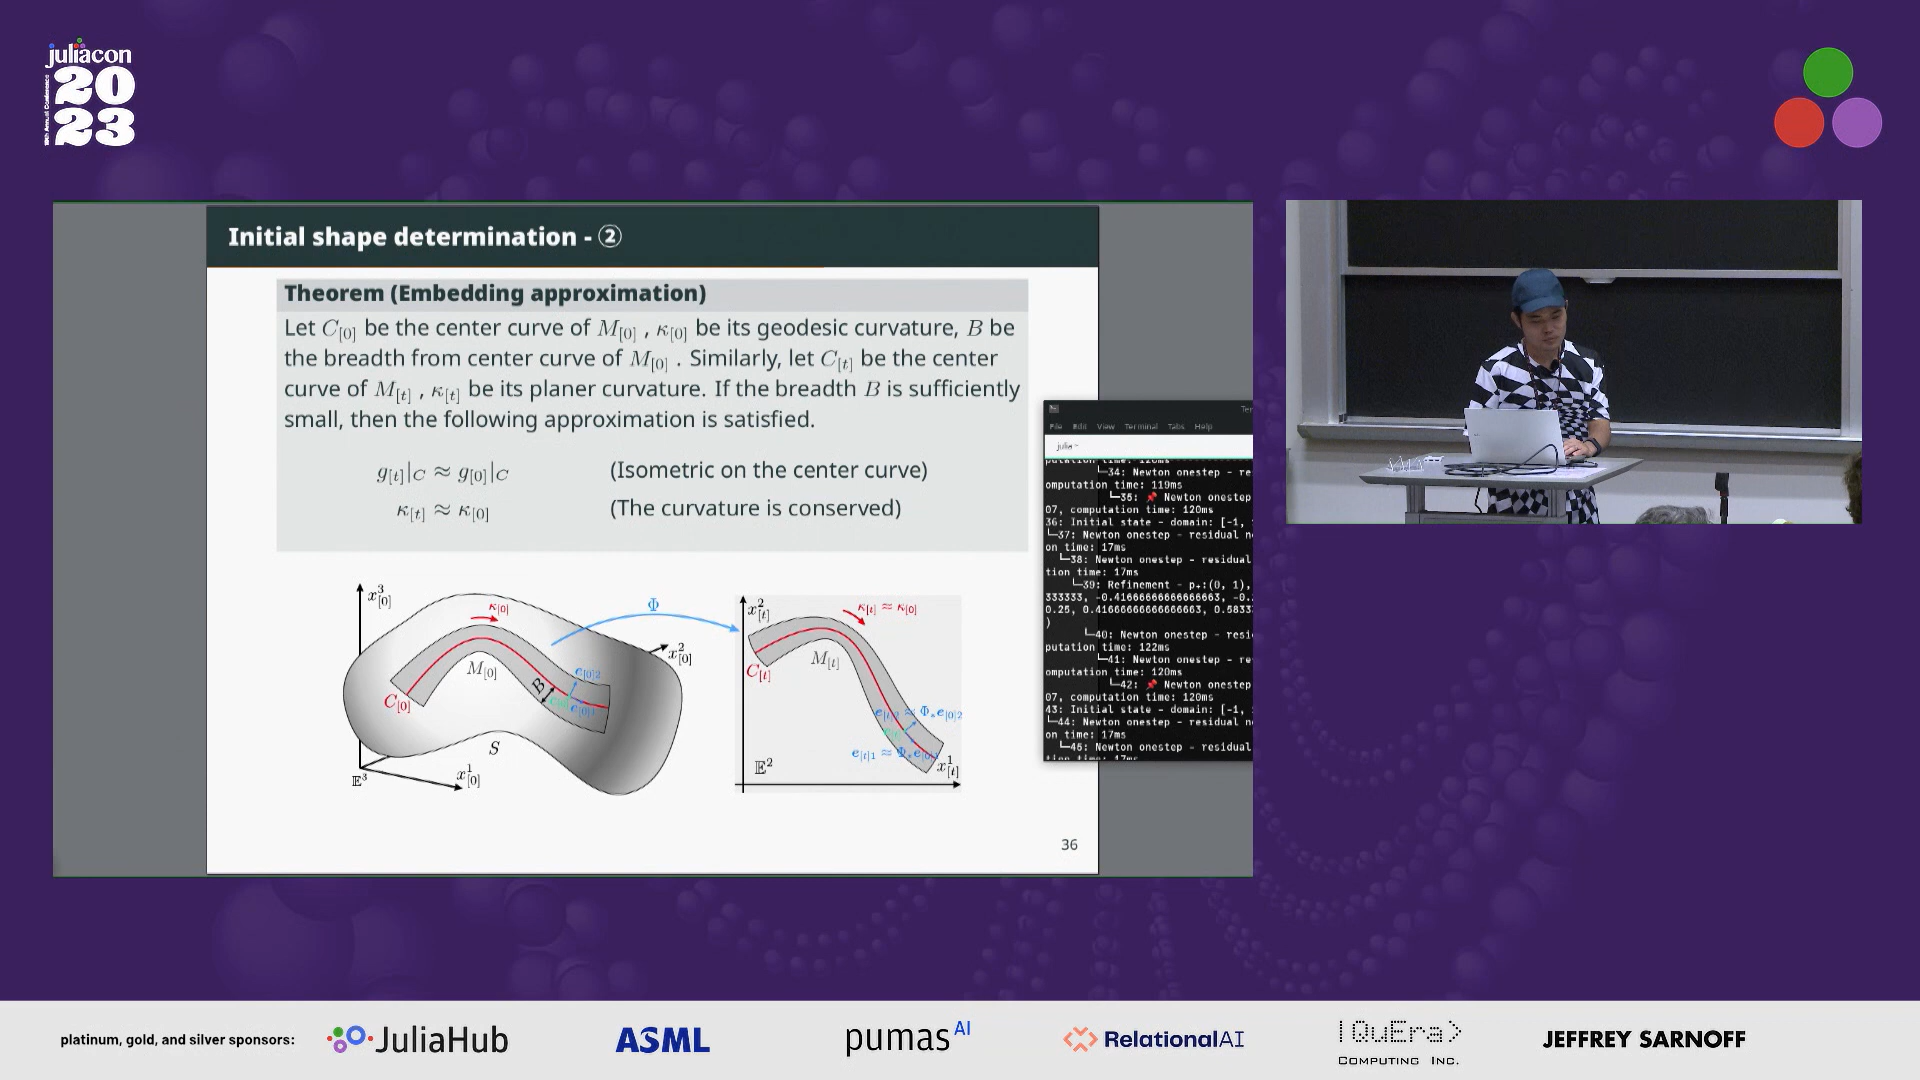 juliacon
20
23
Initial shape determination - ②
Theorem (Embedding approximation)
Let C[0] be the center curve of M[0] , κ[0] be its geodesic curvature, B be
the breadth from center curve of M[0] . Similarly, let C[t] be the center
curve of M[t] , κ[t] be its planer curvature. If the breadth B is sufficiently
small, then the following approximation is satisfied.
g[t]|C ≈ g[0]|C (Isometric on the center curve)
κ[t] ≈ κ[0] (The curvature is conserved)
x³[0]
κ[0]
Φ
x²[0]
M[0]
e[0]2
B
e[0]1
C[0]
S
x¹[0]
𝔼³
x²[t]
κ[t] ≈ κ[0]
M[t]
C[t]
e[t]2 ≈ Φ*e[0]2
e[t]1 ≈ Φ*e[0]1
x¹[t]
𝔼²
36
File Edit View Terminal Tabs Help
julia ~
└─34: Newton onestep - re
omputation time: 119ms
└─35: 📌 Newton onestep
07, computation time: 120ms
36: Initial state - domain: [-1,
└─37: Newton onestep - residual n
on time: 17ms
└─38: Newton onestep - residual
tion time: 17ms
└─39: Refinement - p₊:(0, 1),
333333, -0.41666666666666663, -0.
0.25, 0.41666666666666663, 0.5833
)
└─40: Newton onestep - resi
putation time: 122ms
└─41: Newton onestep - re
omputation time: 120ms
└─42: 📌 Newton onestep
07, computation time: 120ms
43: Initial state - domain: [-1,
└─44: Newton onestep - residual n
on time: 17ms
└─46: Newton onestep - residual
platinum, gold, and silver sponsors:
JuliaHub
ASML
pumas AI
RelationalAI
|QuEra>
COMPUTING INC.
JEFFREY SARNOFF